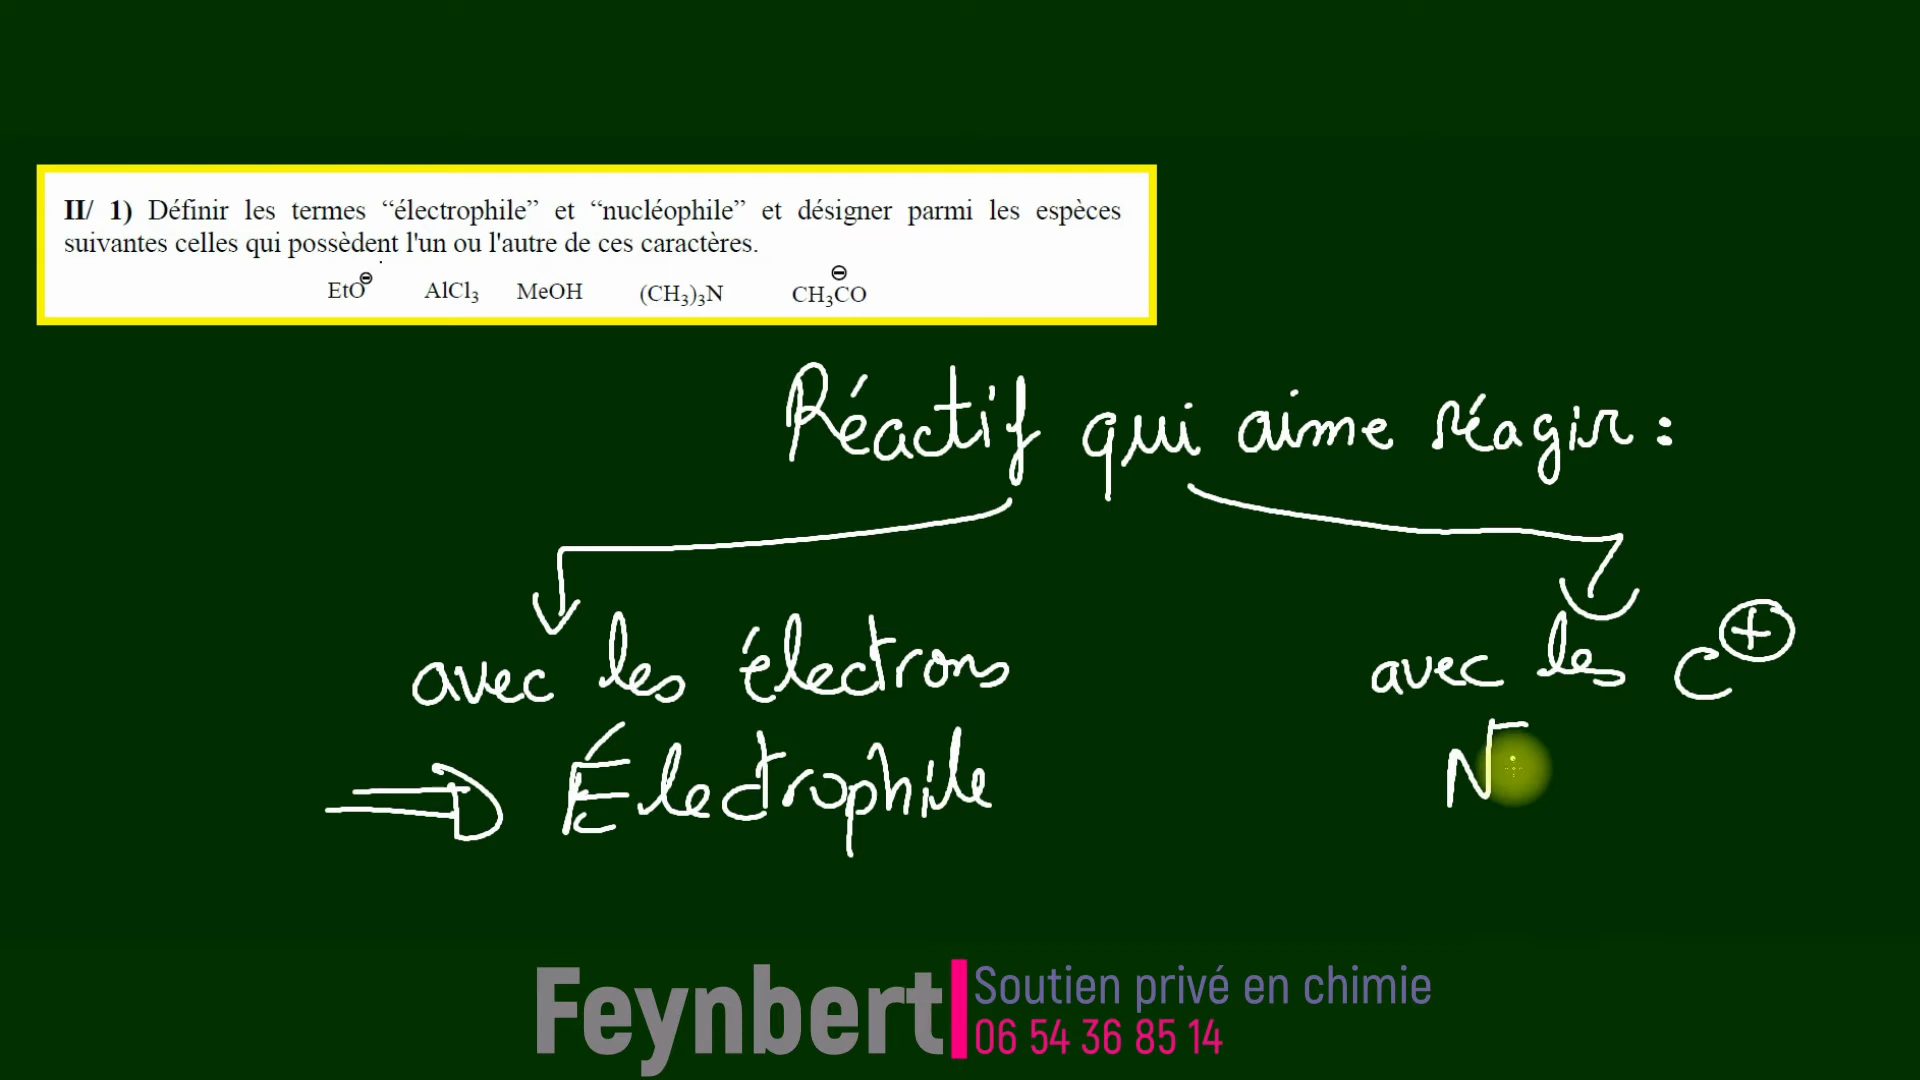 II/ 1) Définir les termes “électrophile” et “nucléophile” et désigner parmi les espèces
suivantes celles qui possèdent l'un ou l'autre de ces caractères.
EtO⊖ AlCl₃ MeOH (CH₃)₃N CH₃CO⊖
Réactif qui aime réagir :
avec les électrons
avec les C⊕
⇒ Électrophile
N
Feynbert
Soutien privé en chimie
06 54 36 85 14